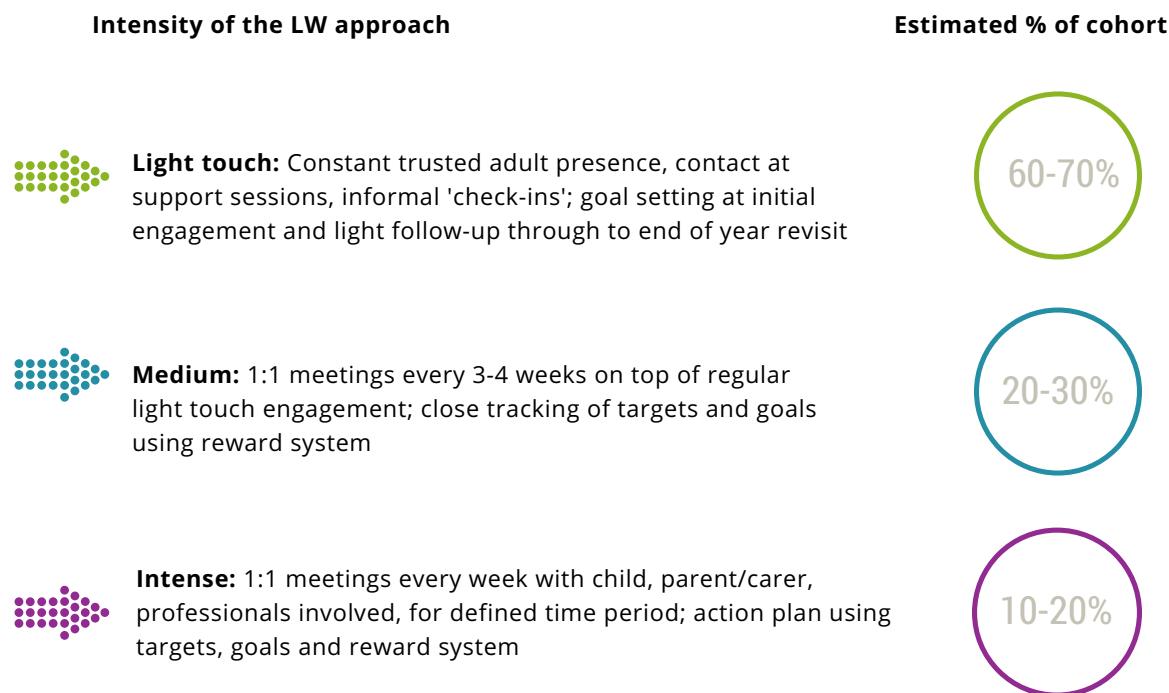 Intensity of the LW approach
Estimated % of cohort
Light touch: Constant trusted adult presence, contact at
support sessions, informal 'check-ins'; goal setting at initial
engagement and light follow-up through to end of year revisit
60-70%
Medium: 1:1 meetings every 3-4 weeks on top of regular
light touch engagement; close tracking of targets and goals
using reward system
20-30%
Intense: 1:1 meetings every week with child, parent/carer,
professionals involved, for defined time period; action plan using
targets, goals and reward system
10-20%